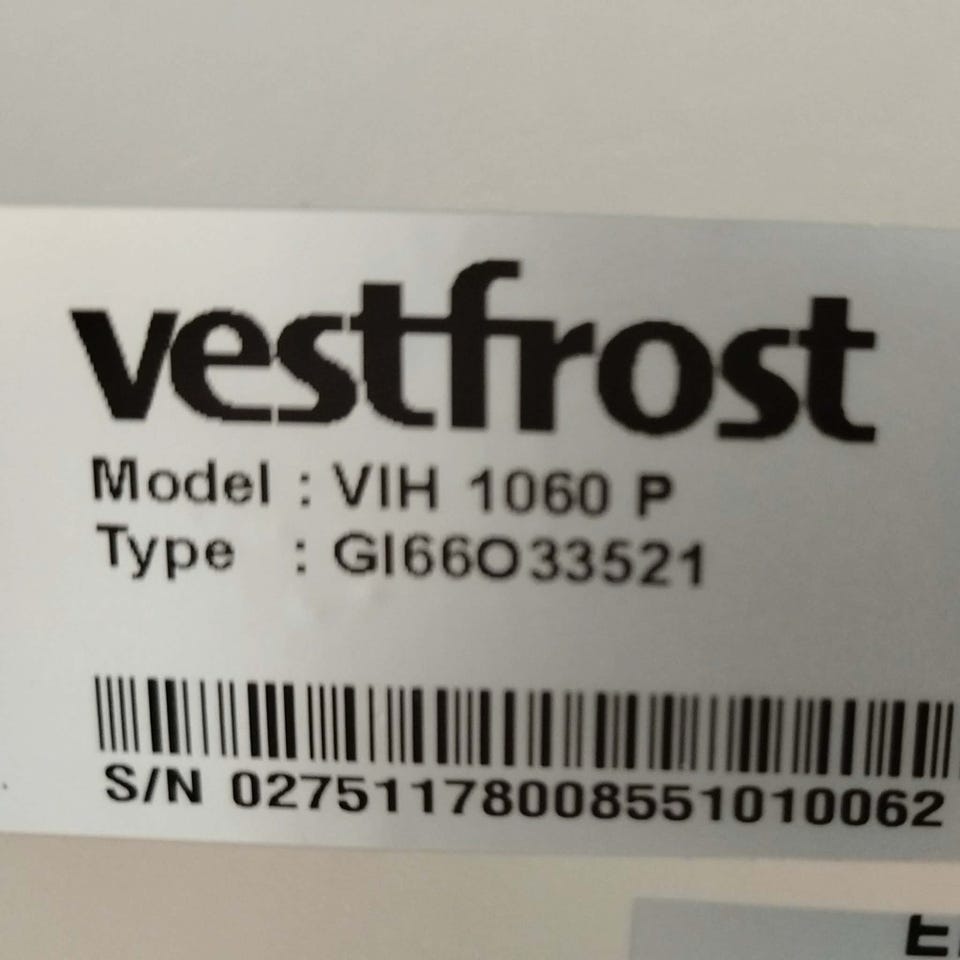 vestfrost
Model : VIH 1060 P
Type : GI66O33521
S/N 02751178008551010062